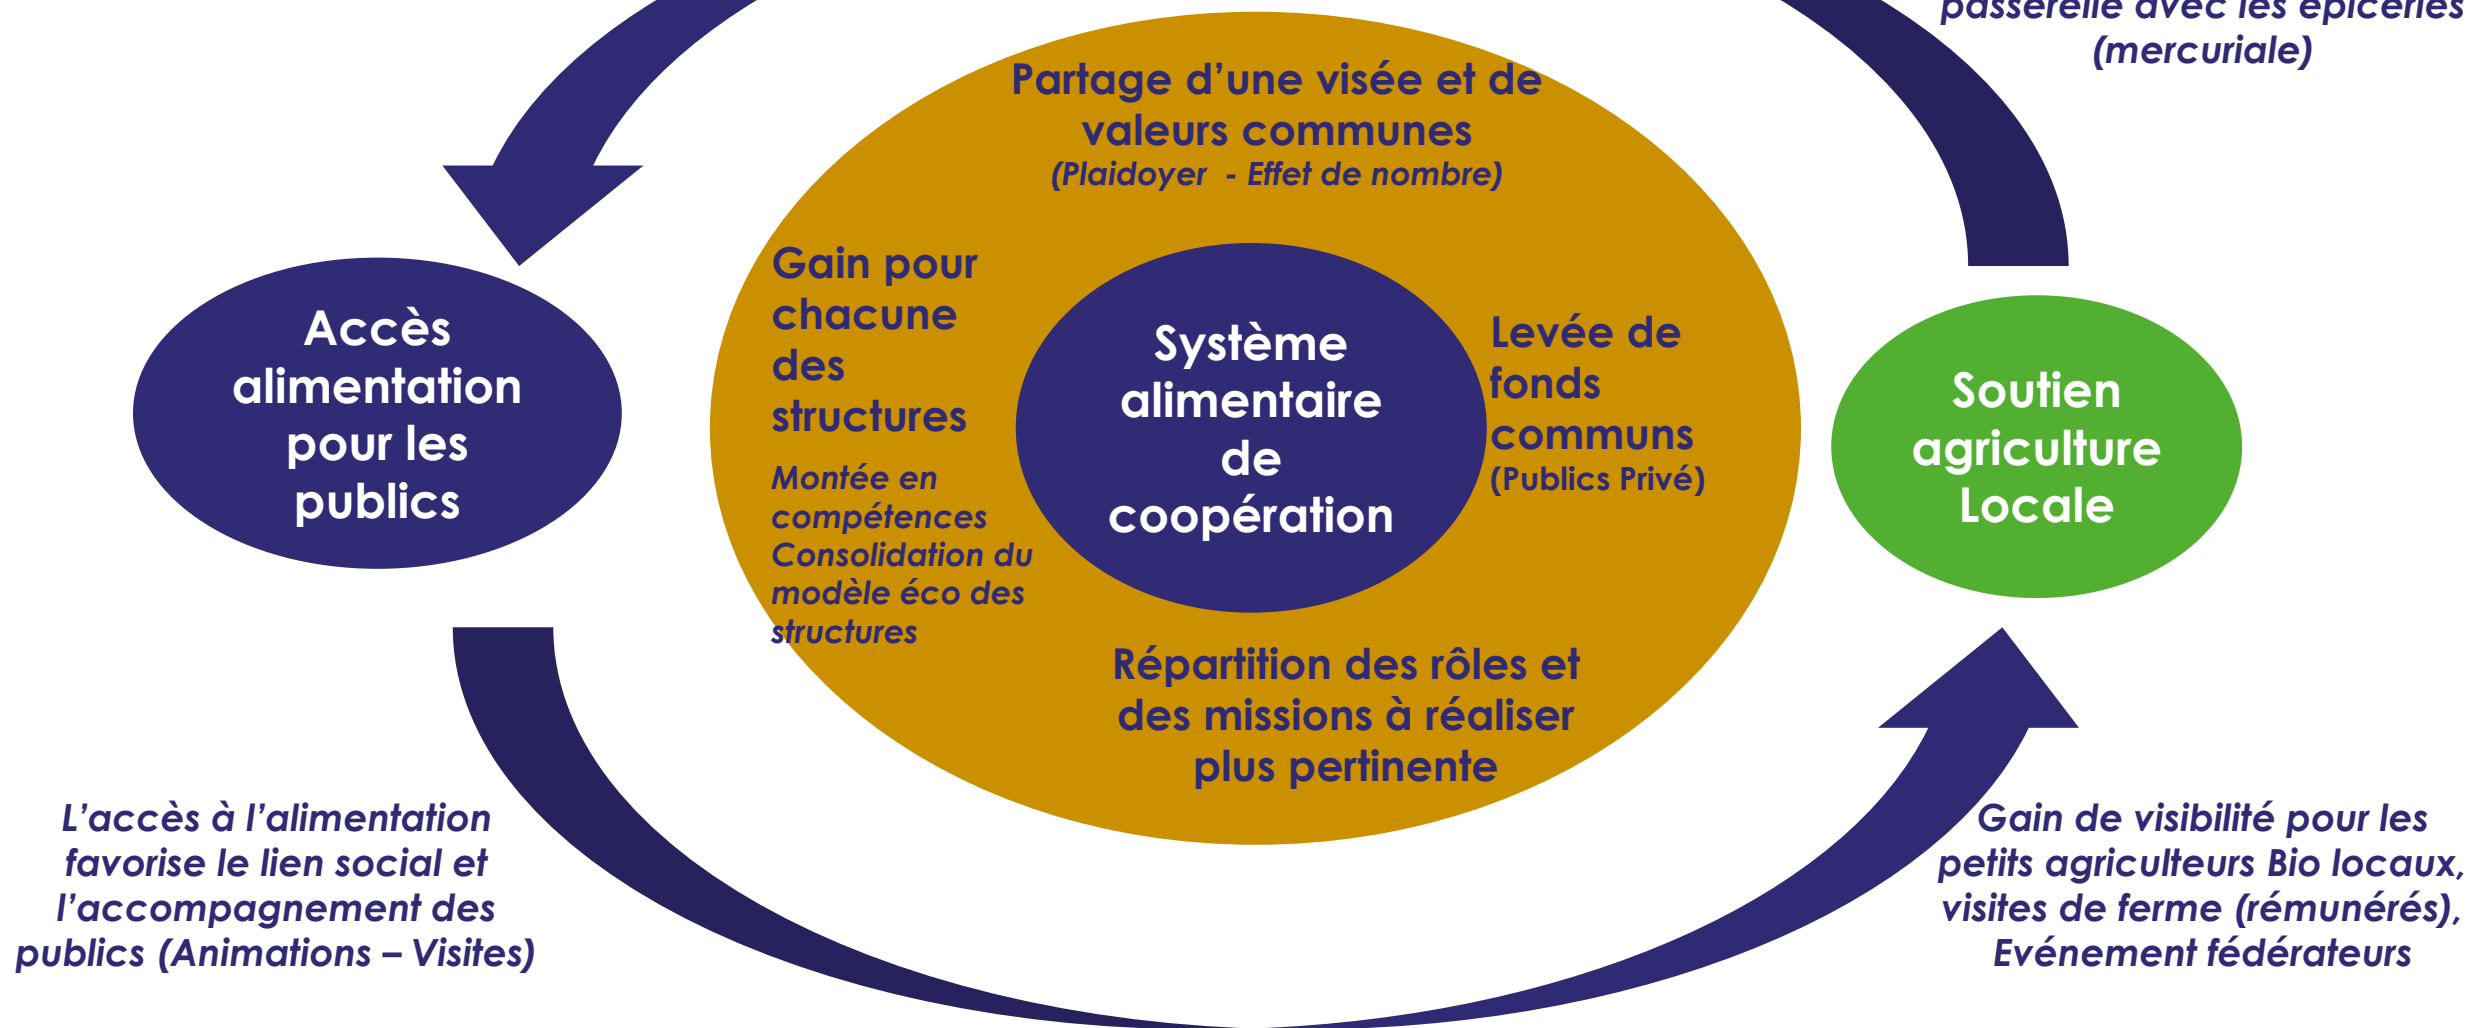 passerelle avec les épiceries
(mercuriale)
Partage d’une visée et de
valeurs communes
(Plaidoyer - Effet de nombre)
Gain pour
chacune
des
structures
Montée en
compétences
Consolidation du
modèle éco des
structures
Accès
alimentation
pour les
publics
Système
alimentaire
de
coopération
Levée de
fonds
communs
(Publics Privé)
Soutien
agriculture
Locale
Répartition des rôles et
des missions à réaliser
plus pertinente
L’accès à l’alimentation
favorise le lien social et
l’accompagnement des
publics (Animations – Visites)
Gain de visibilité pour les
petits agriculteurs Bio locaux,
visites de ferme (rémunérés),
Evénement fédérateurs